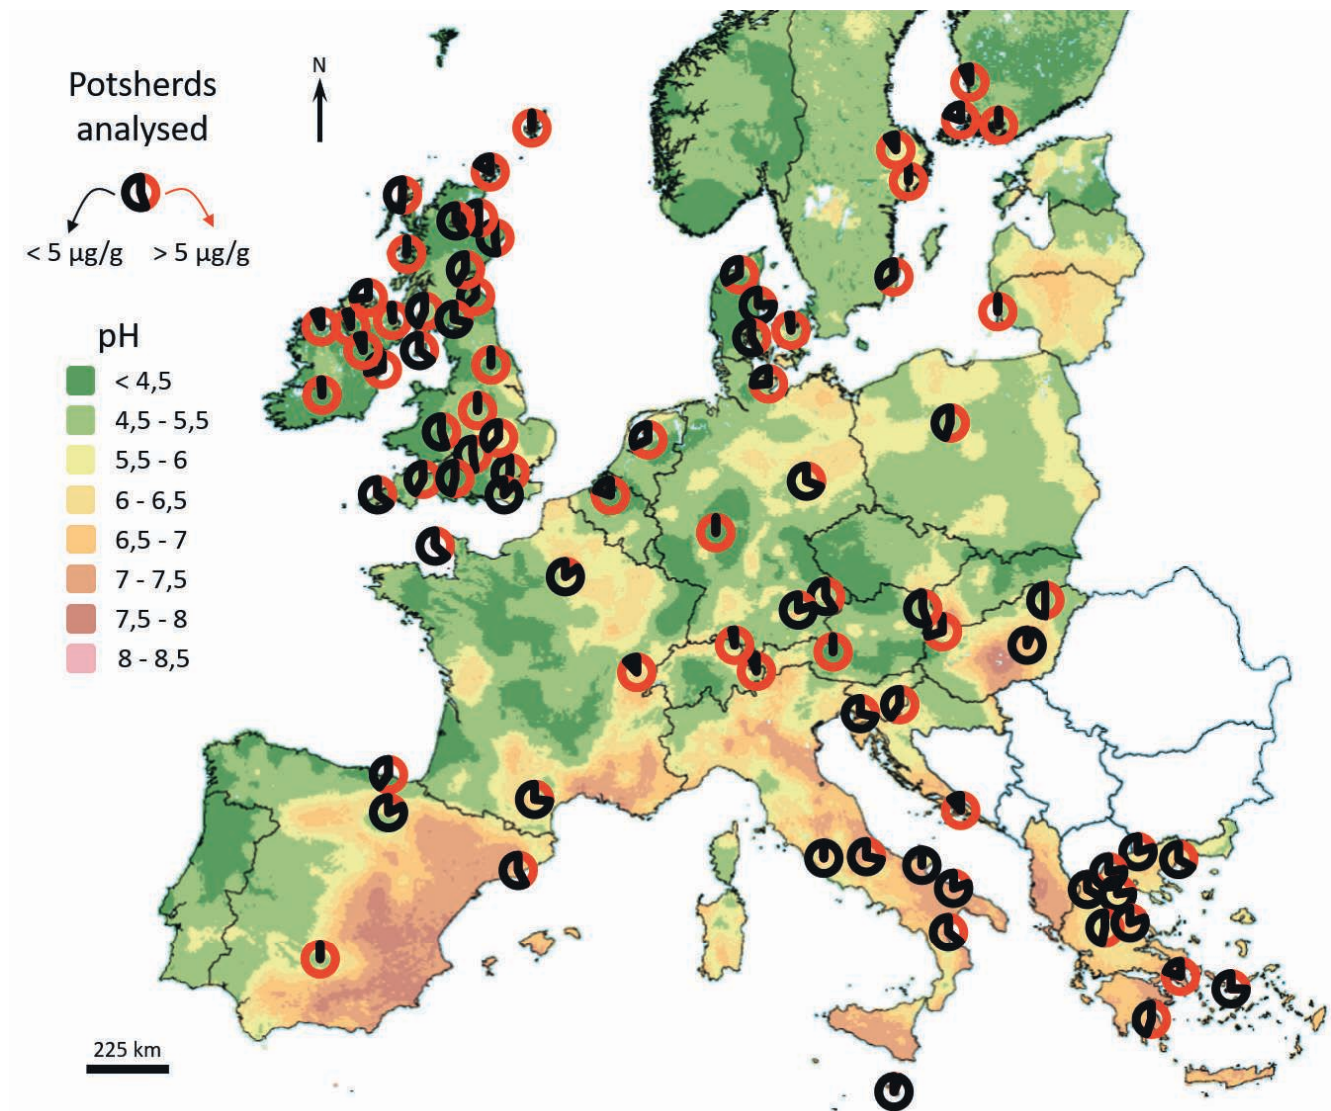 Potsherds
analysed
N
< 5 µg/g > 5 µg/g
pH
< 4,5
4,5 - 5,5
5,5 - 6
6 - 6,5
6,5 - 7
7 - 7,5
7,5 - 8
8 - 8,5
225 km